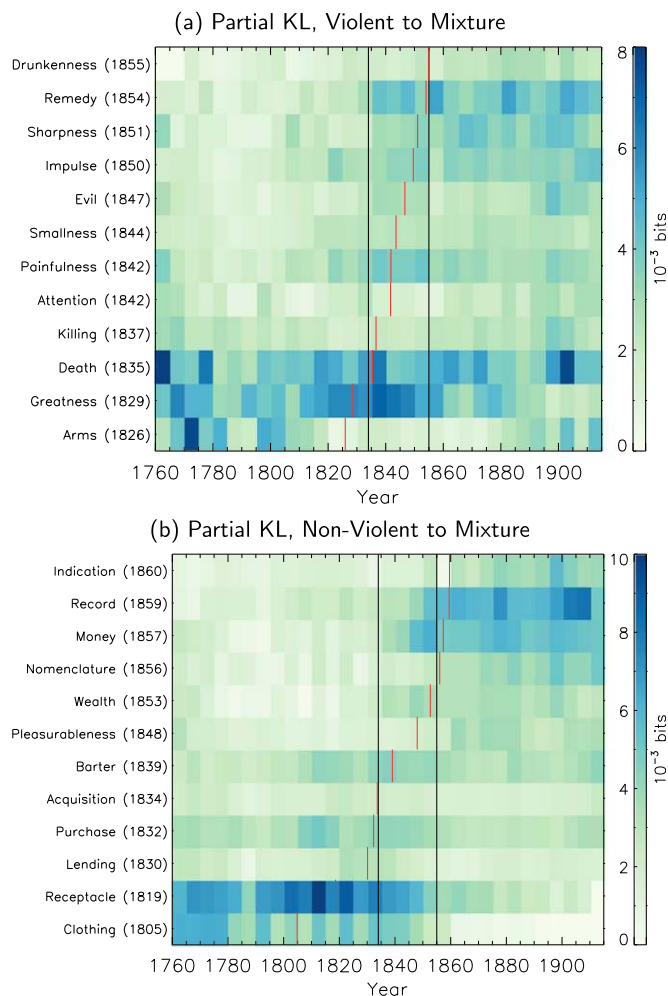 (a) Partial KL, Violent to Mixture
Drunkenness (1855)
Remedy (1854)
Sharpness (1851)
Impulse (1850)
Evil (1847)
Smallness (1844)
Painfulness (1842)
Attention (1842)
Killing (1837)
Death (1835)
Greatness (1829)
Arms (1826)
1760 1780 1800 1820 1840 1860 1880 1900
Year
8
6
4
2
0
10⁻³ bits
(b) Partial KL, Non-Violent to Mixture
Indication (1860)
Record (1859)
Money (1857)
Nomenclature (1856)
Wealth (1853)
Pleasurableness (1848)
Barter (1839)
Acquisition (1834)
Purchase (1832)
Lending (1830)
Receptacle (1819)
Clothing (1805)
1760 1780 1800 1820 1840 1860 1880 1900
Year
10
8
6
4
2
0
10⁻³ bits